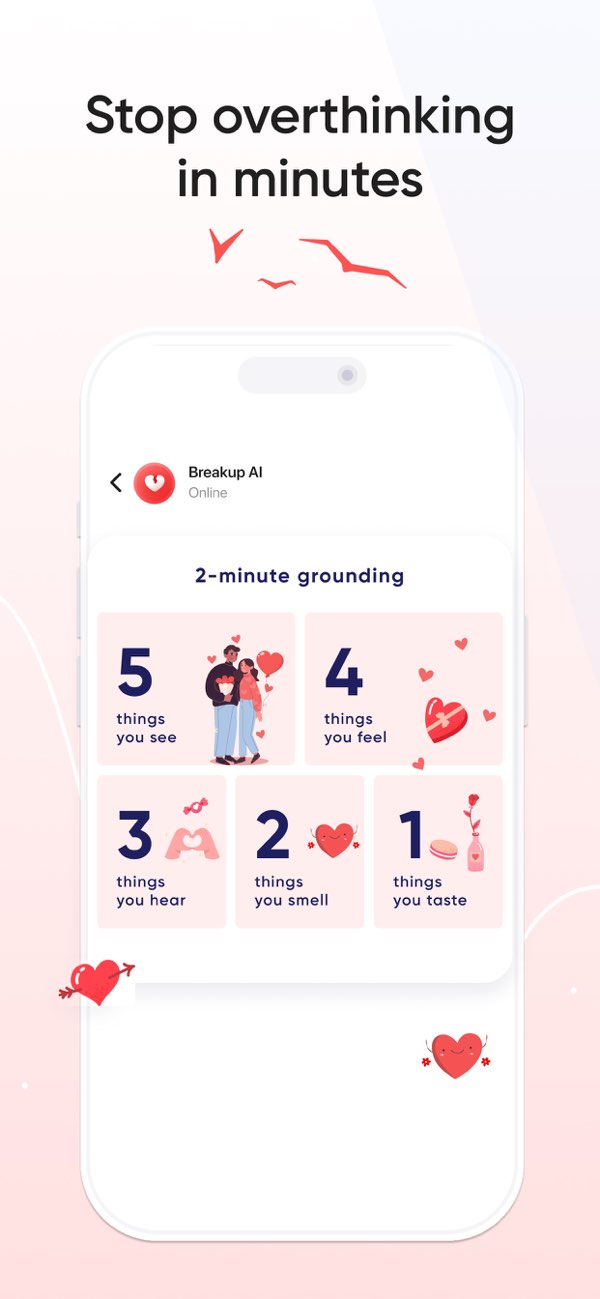 Stop overthinking
in minutes
Breakup AI
Online
2-minute grounding
5
things
you see
4
things
you feel
3
things
you hear
2
things
you smell
1
things
you taste